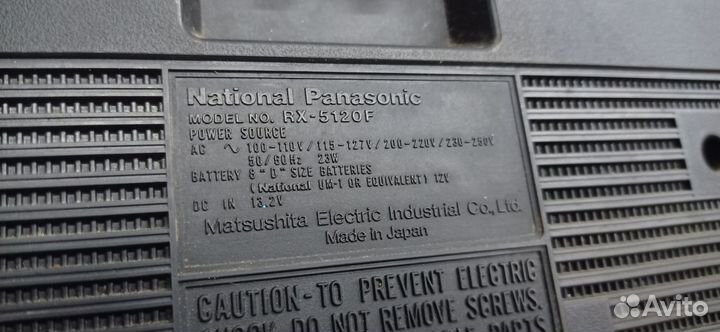 National Panasonic
MODEL NO. RX-5120F
POWER SOURCE
AC ∿ 100-110V/115-127V/200-220V/230-250V
50/60Hz 23W
BATTERY 8 "D" SIZE BATTERIES
(National UM-1 OR EQUIVALENT) 12V
DC IN 13.2V
Matsushita Electric Industrial Co., Ltd.
Made in Japan
CAUTION-TO PREVENT ELECTRIC
SHOCK, DO NOT REMOVE SCREWS.
PARTS
Avito